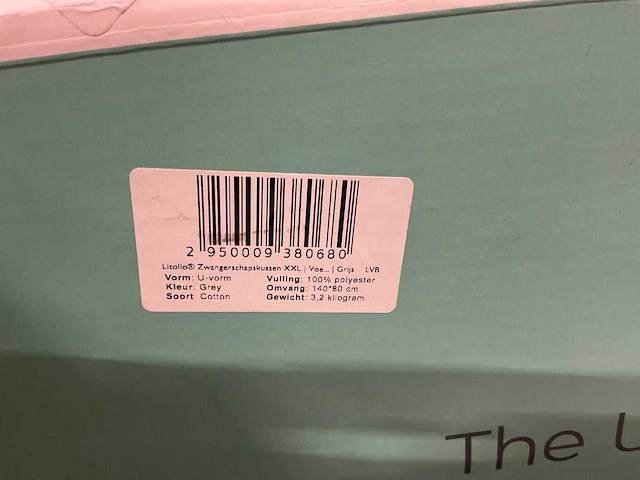 2 950009 380680
Litollo® Zwangerschapskussen XXL | Voe... | Grijs LVB
Vorm: U-vorm Vulling: 100% polyester
Kleur: Grey Omvang: 140*80 cm
Soort: Cotton Gewicht: 3,2 kilogram
The